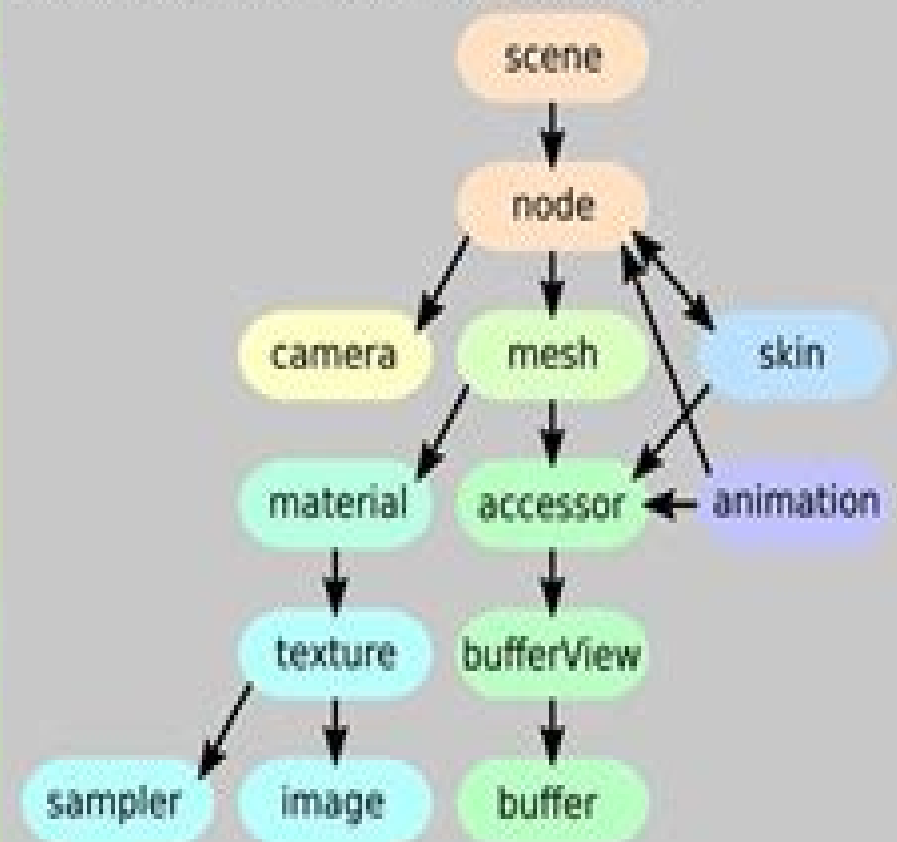 scene
node
camera mesh skin
material accessor animation
texture bufferView
sampler image buffer